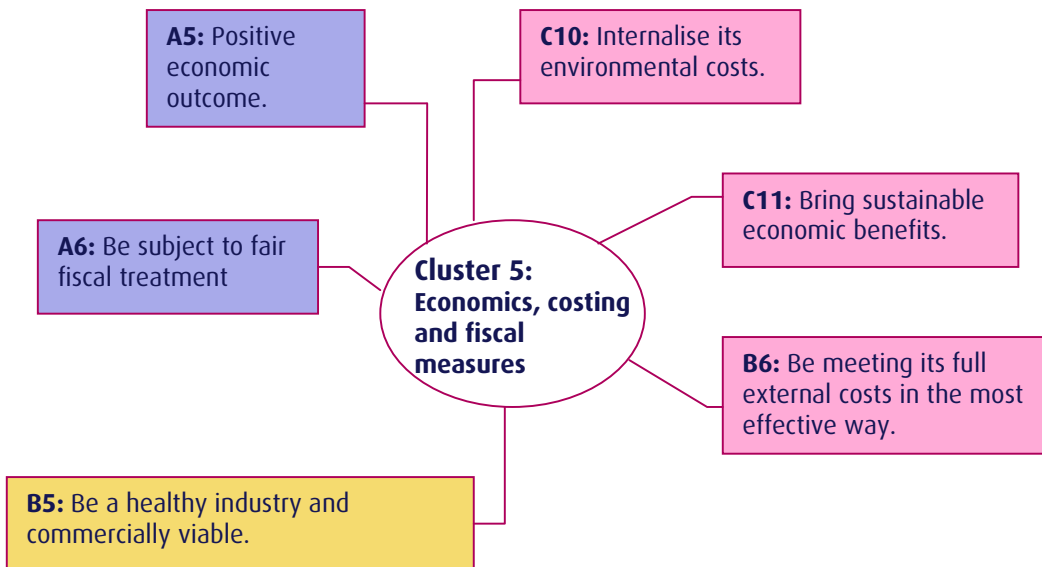 A5: Positive
economic
outcome.
C10: Internalise its
environmental costs.
C11: Bring sustainable
economic benefits.
A6: Be subject to fair
fiscal treatment
Cluster 5:
Economics, costing
and fiscal
measures
B6: Be meeting its full
external costs in the most
effective way.
B5: Be a healthy industry and
commercially viable.